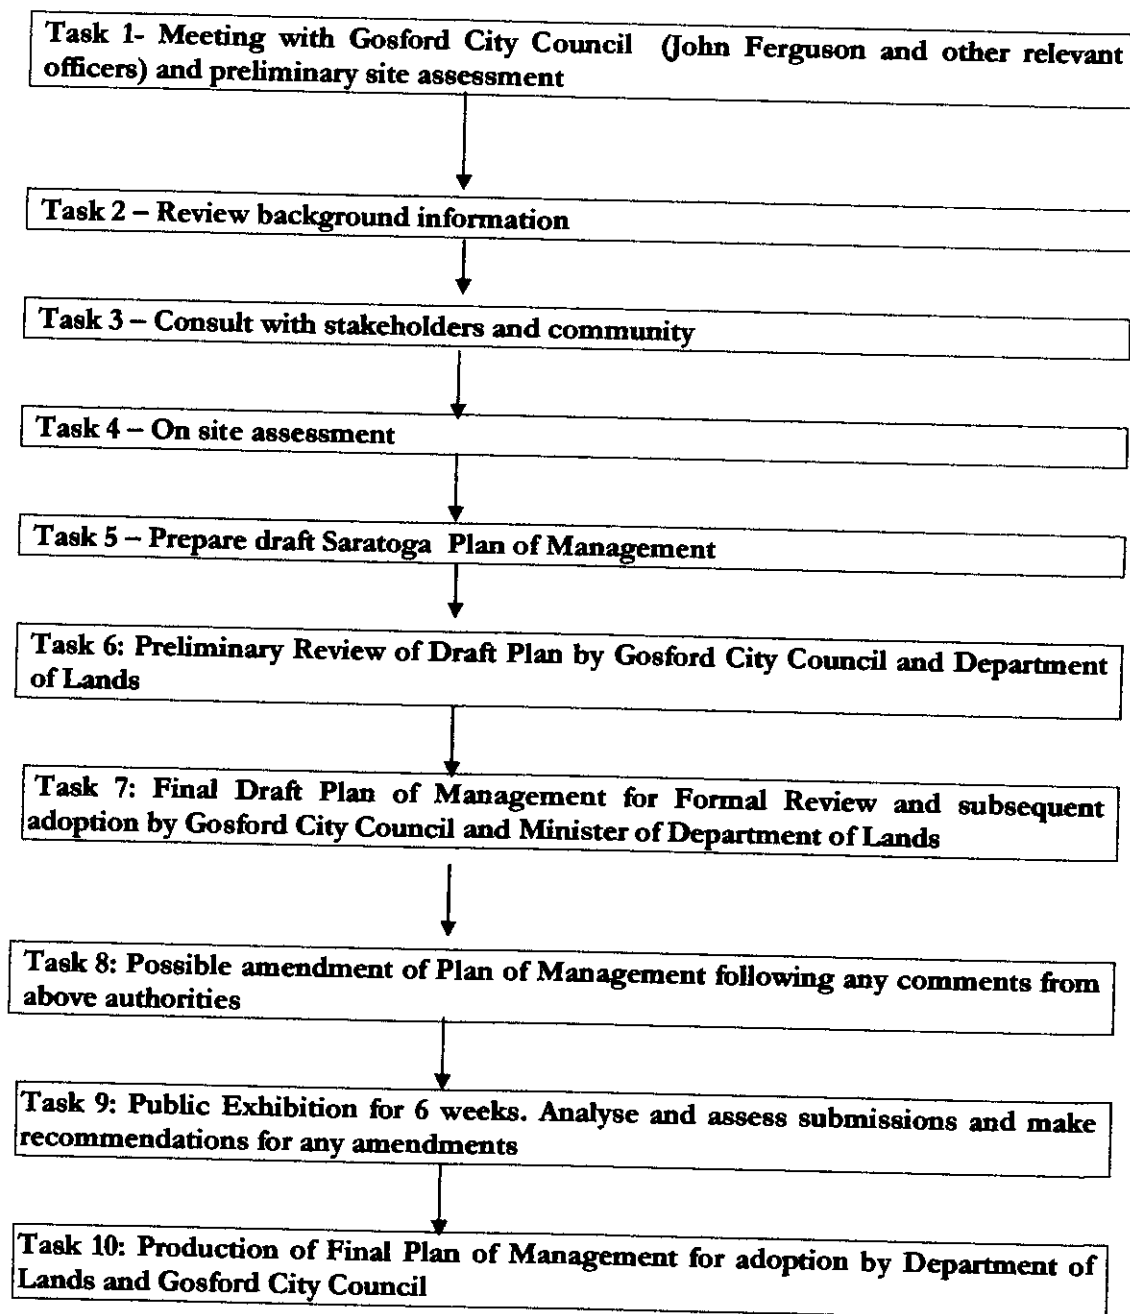 Task 1- Meeting with Gosford City Council (John Ferguson and other relevant
officers) and preliminary site assessment
Task 2 – Review background information
Task 3 – Consult with stakeholders and community
Task 4 – On site assessment
Task 5 – Prepare draft Saratoga Plan of Management
Task 6: Preliminary Review of Draft Plan by Gosford City Council and Department
of Lands
Task 7: Final Draft Plan of Management for Formal Review and subsequent
adoption by Gosford City Council and Minister of Department of Lands
Task 8: Possible amendment of Plan of Management following any comments from
above authorities
Task 9: Public Exhibition for 6 weeks. Analyse and assess submissions and make
recommendations for any amendments
Task 10: Production of Final Plan of Management for adoption by Department of
Lands and Gosford City Council